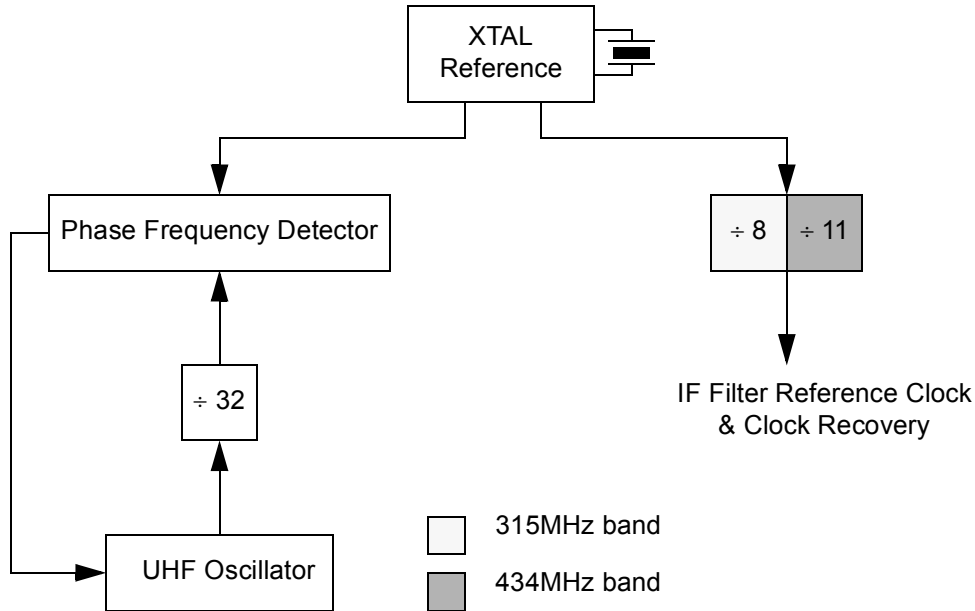 XTAL
Reference
Phase Frequency Detector
÷ 8
÷ 11
÷ 32
IF Filter Reference Clock
& Clock Recovery
UHF Oscillator
315MHz band
434MHz band